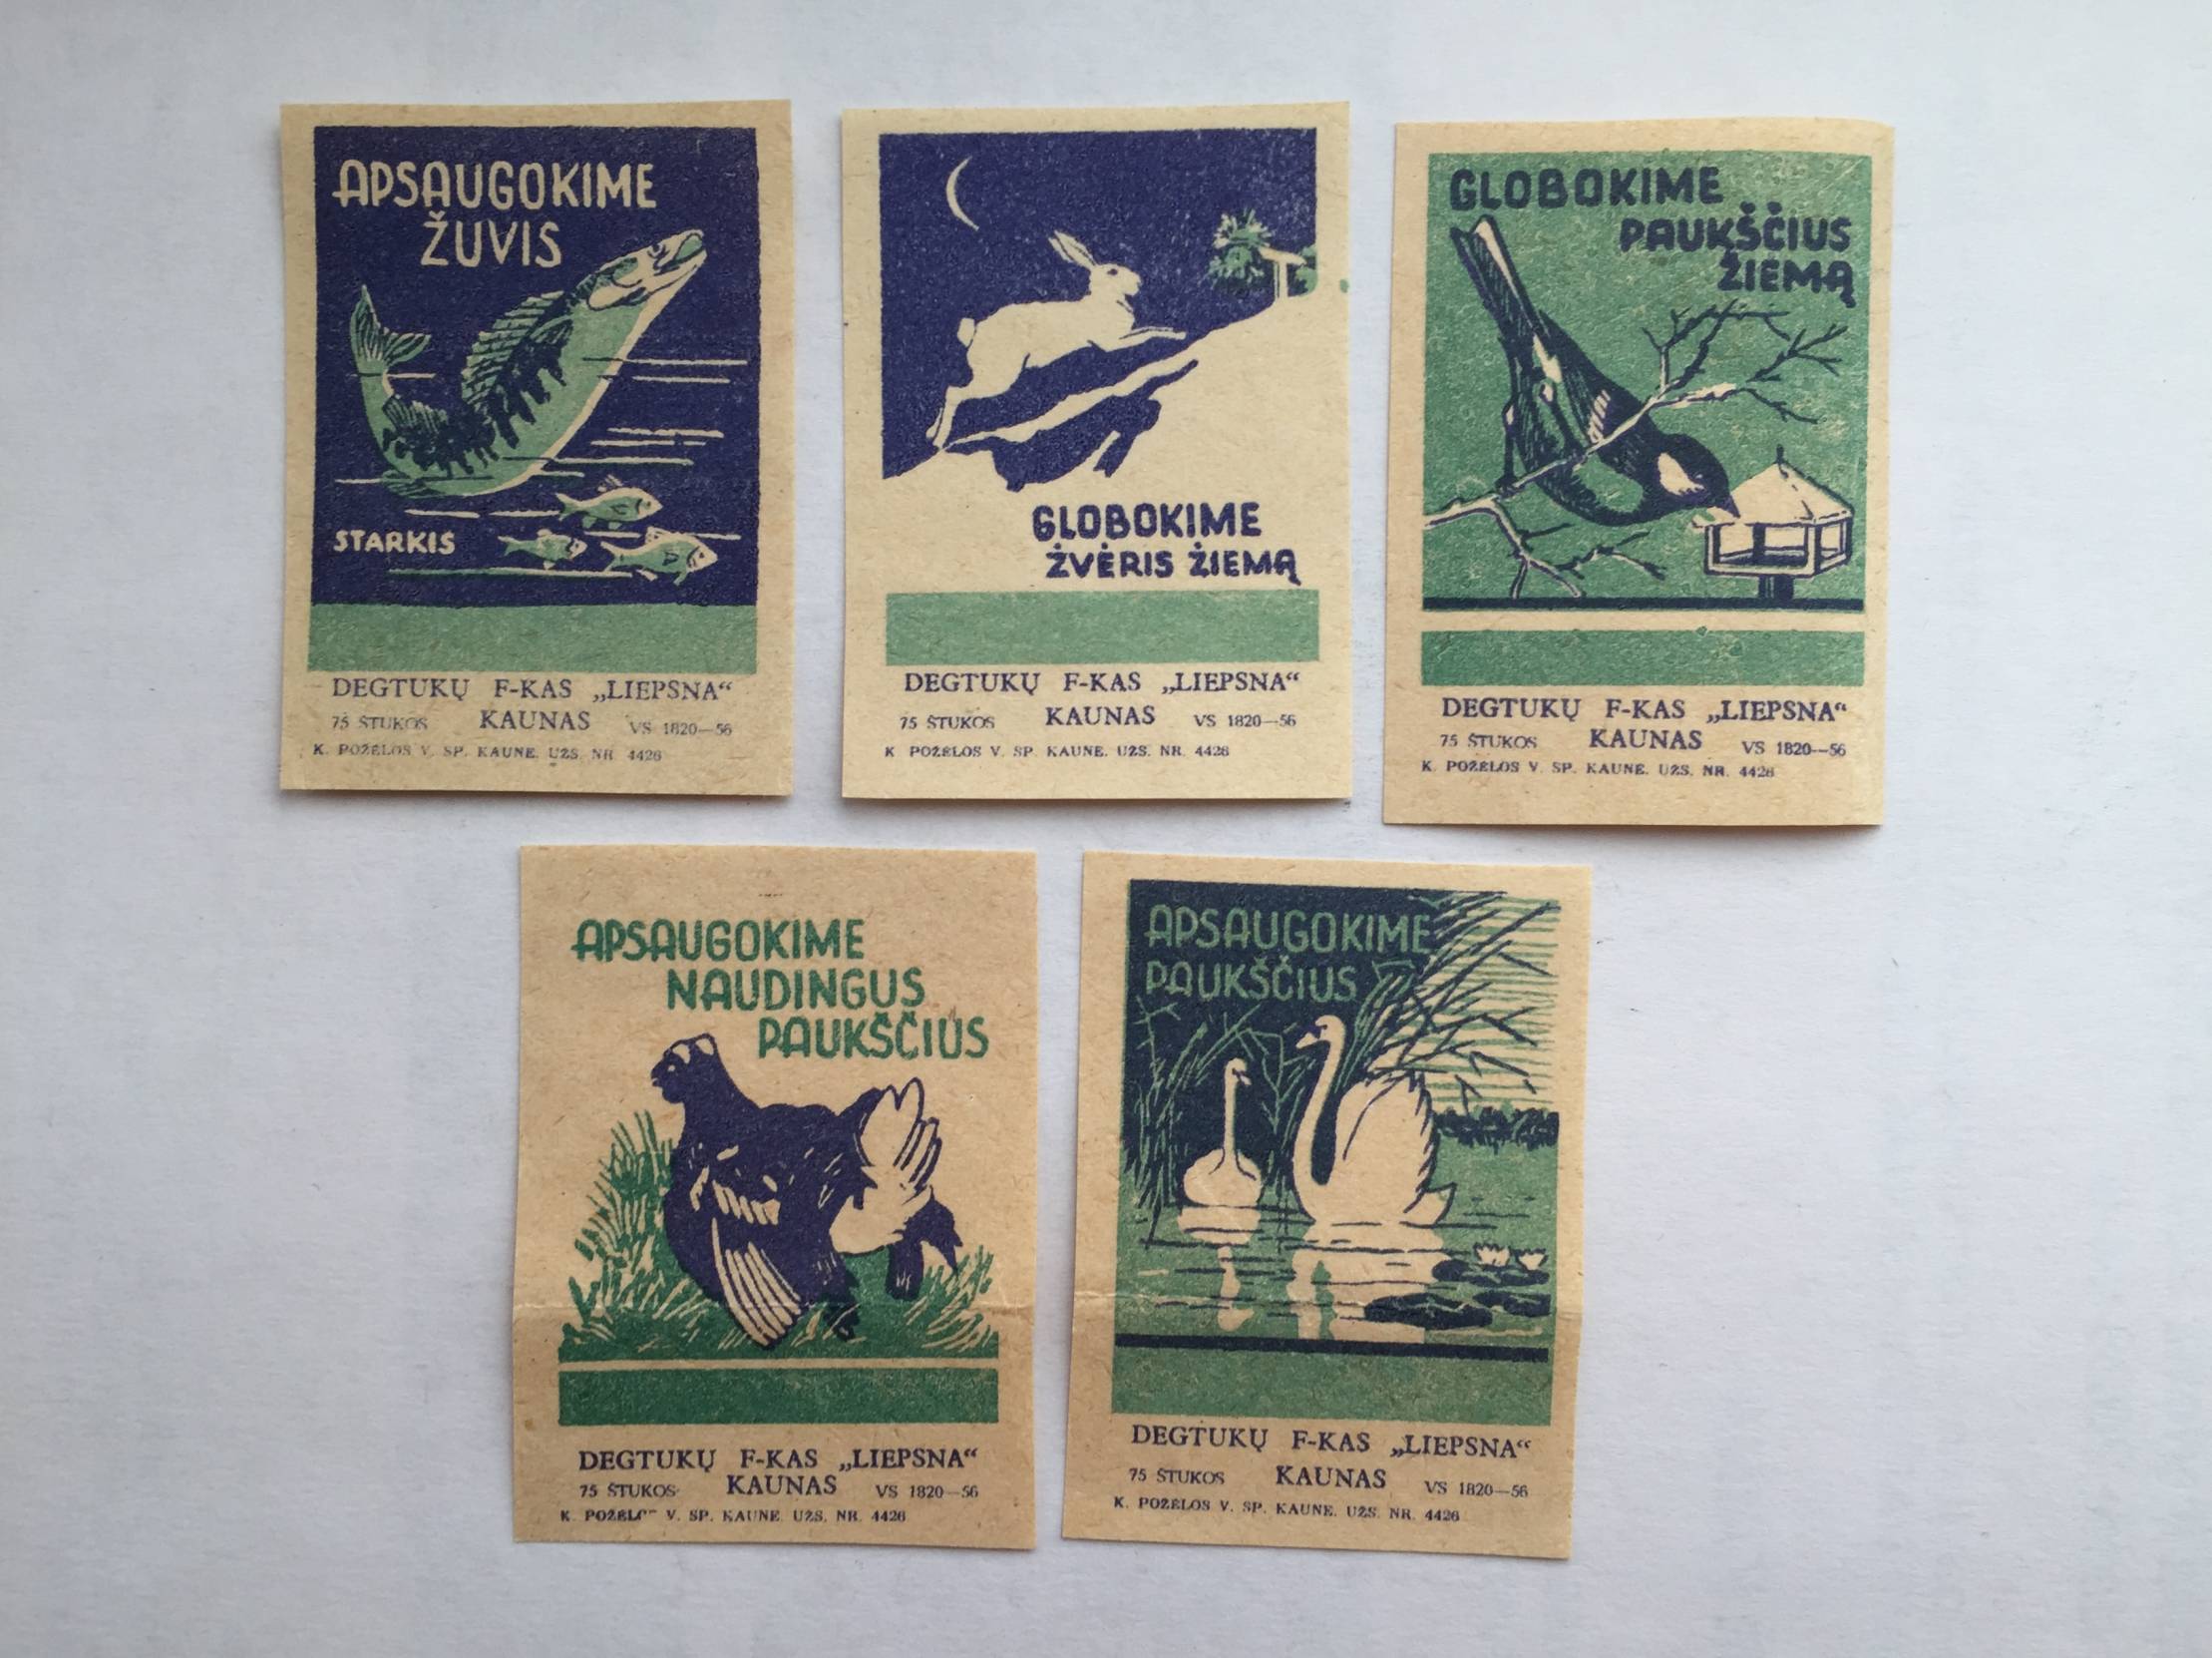 APSAUGOKIME
ŽUVIS
STARKIS
DEGTUKŲ F-KAS „LIEPSNA“
75 ŠTUKOS KAUNAS VS 1820—56
K. POŽĖLOS V. SP. KAUNE. UŽS. NR 4426
GLOBOKIME
ŽVĖRIS ŽIEMĄ
DEGTUKŲ F-KAS „LIEPSNA“
75 ŠTUKOS KAUNAS VS 1820—56
K POŽĖLOS V. SP. KAUNE. UŽS. NR. 4426
GLOBOKIME
PAUKŠČIUS
ŽIEMĄ
DEGTUKŲ F-KAS „LIEPSNA“
75 ŠTUKOS KAUNAS VS 1820—56
K. POŽĖLOS V. SP. KAUNE. UŽS. NR. 4426
APSAUGOKIME
NAUDINGUS
PAUKŠČIUS
DEGTUKŲ F-KAS „LIEPSNA“
75 ŠTUKOS KAUNAS VS 1820—56
K. V. SP. KAUNE. UŽS. NR. 4426
APSAUGOKIME
PAUKŠČIUS
DEGTUKŲ F-KAS „LIEPSNA“
75 ŠTUKOS KAUNAS VS 1820—56
K. POŽĖLOS V. SP. KAUNE. UŽS. NR. 4426